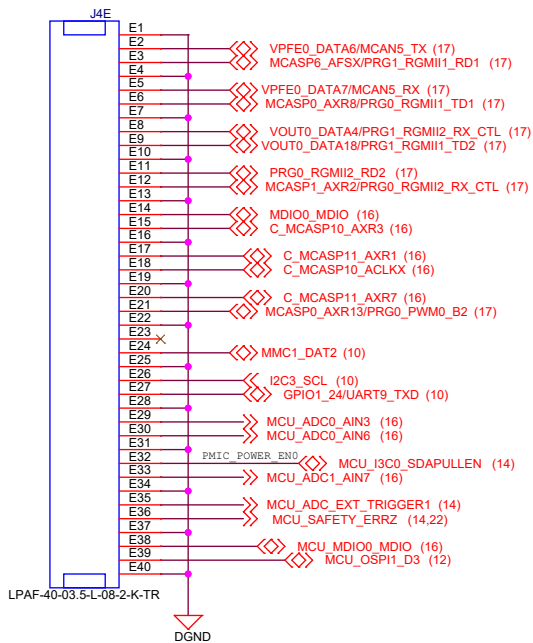 J4E
E1
E2 VPFE0_DATA6/MCAN5_TX (17)
E3 MCASP6_AFSX/PRG1_RGMII1_RD1 (17)
E4
E5 VPFE0_DATA7/MCAN5_RX (17)
E6 MCASP0_AXR8/PRG0_RGMII1_TD1 (17)
E7
E8 VOUT0_DATA4/PRG1_RGMII2_RX_CTL (17)
E9 VOUT0_DATA18/PRG1_RGMII1_TD2 (17)
E10
E11 PRG0_RGMII2_RD2 (17)
E12 MCASP1_AXR2/PRG0_RGMII2_RX_CTL (17)
E13
E14 MDIO0_MDIO (16)
E15 C_MCASP10_AXR3 (16)
E16
E17 C_MCASP11_AXR1 (16)
E18 C_MCASP10_ACLKX (16)
E19
E20 C_MCASP11_AXR7 (16)
E21 MCASP0_AXR13/PRG0_PWM0_B2 (17)
E22
E23
E24 MMC1_DAT2 (10)
E25
E26 I2C3_SCL (10)
E27 GPIO1_24/UART9_TXD (10)
E28
E29 MCU_ADC0_AIN3 (16)
E30 MCU_ADC0_AIN6 (16)
E31
E32 PMIC_POWER_EN0 MCU_I3C0_SDAPULLEN (14)
E33 MCU_ADC1_AIN7 (16)
E34
E35 MCU_ADC_EXT_TRIGGER1 (14)
E36 MCU_SAFETY_ERRZ (14,22)
E37
E38 MCU_MDIO0_MDIO (16)
E39 MCU_OSPI1_D3 (12)
E40
LPAF-40-03.5-L-08-2-K-TR
DGND